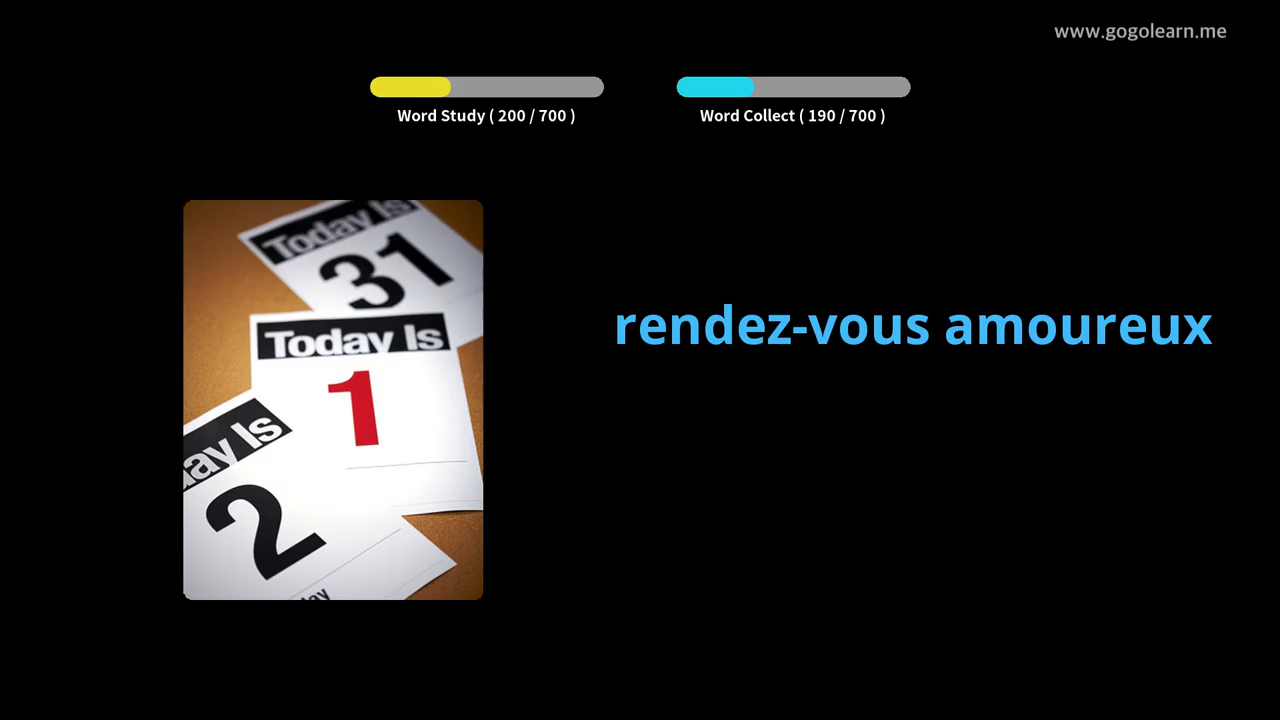 www.gogolearn.me
Word Study ( 200 / 700 )
Word Collect ( 190 / 700 )
Today Is
31
Today Is
1
rendez-vous amoureux
ay Is
2